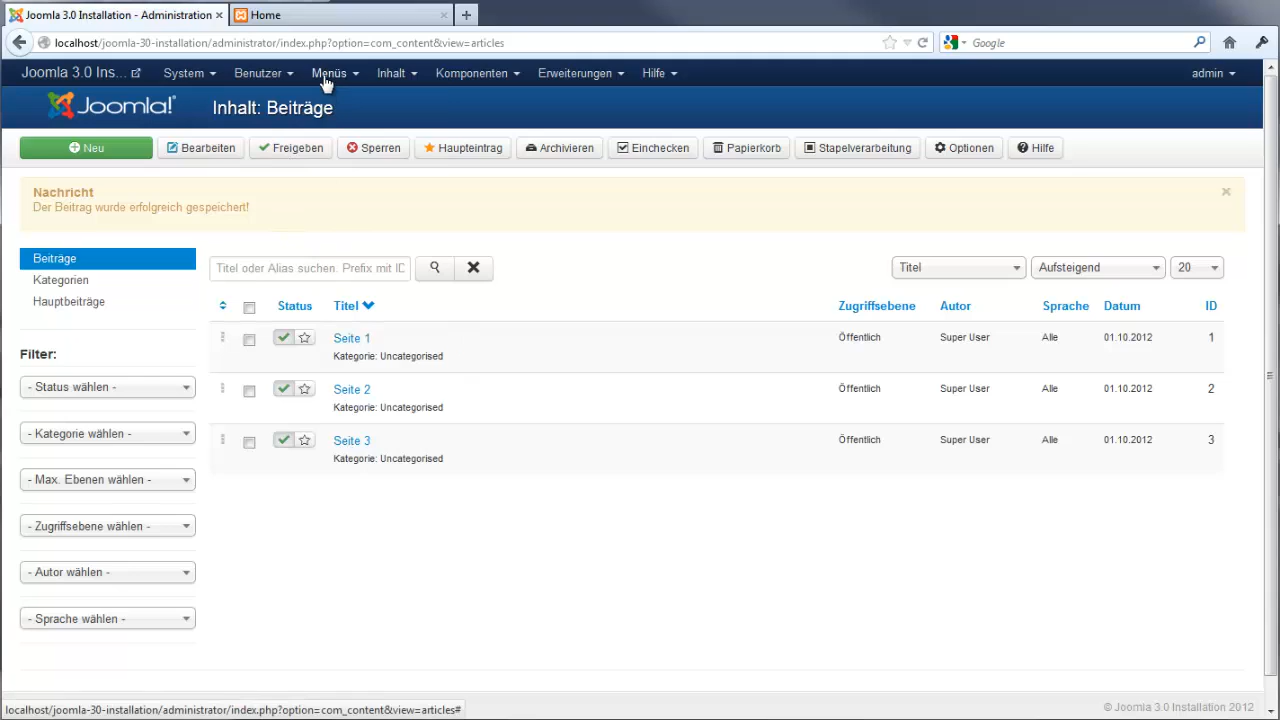 Joomla 3.0 Installation - Administration
Home
localhost/joomla-30-installation/administrator/index.php?option=com_content&view=articles
Google
Joomla 3.0 Ins...
System
Benutzer
Menüs
Inhalt
Komponenten
Erweiterungen
Hilfe
admin
Joomla!
Inhalt: Beiträge
Neu
Bearbeiten
Freigeben
Sperren
Haupteintrag
Archivieren
Einchecken
Papierkorb
Stapelverarbeitung
Optionen
Hilfe
Nachricht
Der Beitrag wurde erfolgreich gespeichert!
Beiträge
Kategorien
Hauptbeiträge
Filter:
- Status wählen -
- Kategorie wählen -
- Max. Ebenen wählen -
- Zugriffsebene wählen -
- Autor wählen -
- Sprache wählen -
Titel oder Alias suchen. Prefix mit ID
Titel
Aufsteigend
20
Status Titel Zugriffsebene Autor Sprache Datum ID
Seite 1 Öffentlich Super User Alle 01.10.2012 1
Kategorie: Uncategorised
Seite 2 Öffentlich Super User Alle 01.10.2012 2
Kategorie: Uncategorised
Seite 3 Öffentlich Super User Alle 01.10.2012 3
Kategorie: Uncategorised
localhost/joomla-30-installation/administrator/index.php?option=com_content&view=articles#
© Joomla 3.0 Installation 2012